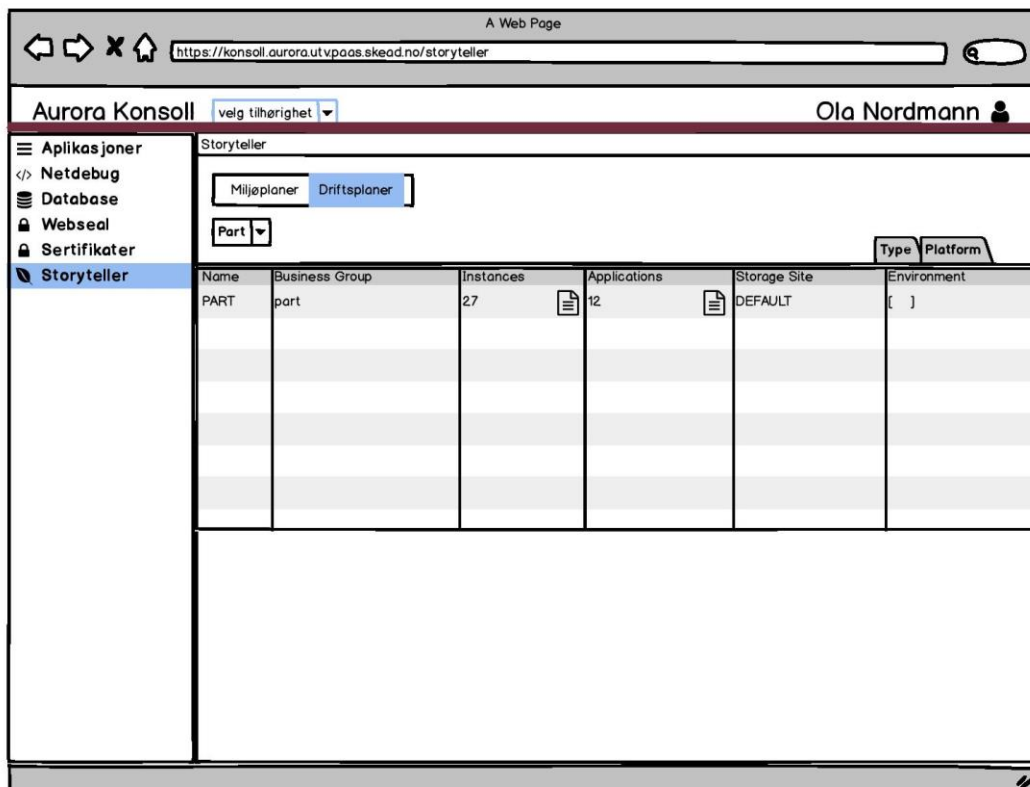 A Web Page
https://konsoll.aurora.utvpaas.skead.no/storyteller
Aurora Konsoll velg tilhørighet Ola Nordmann
Aplikasjoner
Netdebug
Database
Webseal
Sertifikater
Storyteller
Storyteller
Miljøplaner Driftsplaner
Part
Type Platform
Name Business Group Instances Applications Storage Site Environment
PART part 27 12 DEFAULT [ ]